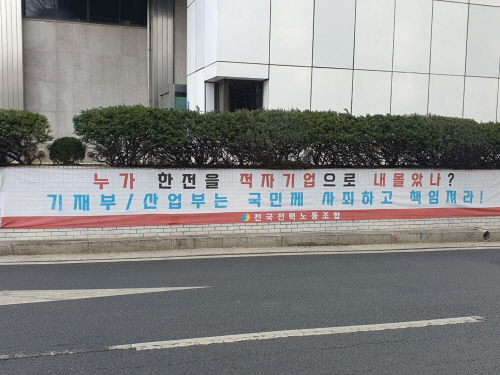 누가 한전을 적자기업으로 내몰았나?
기재부/산업부는 국민께 사죄하고 책임져라!
전국전력노동조합